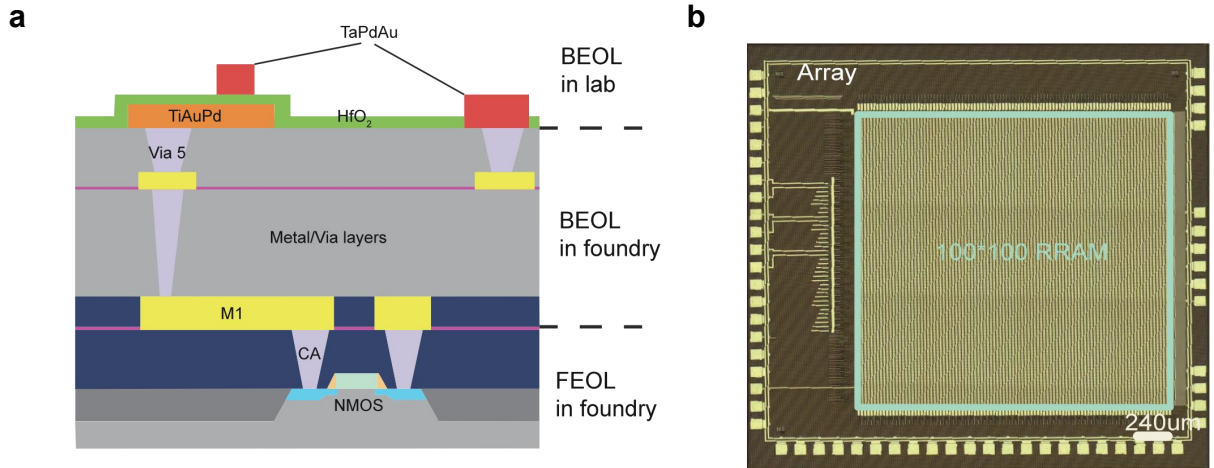 a
TaPdAu
BEOL
in lab
TiAuPd
HfO2
Via 5
BEOL
in foundry
Metal/Via layers
M1
CA
FEOL
in foundry
NMOS
b
Array
100*100 RRAM
240um